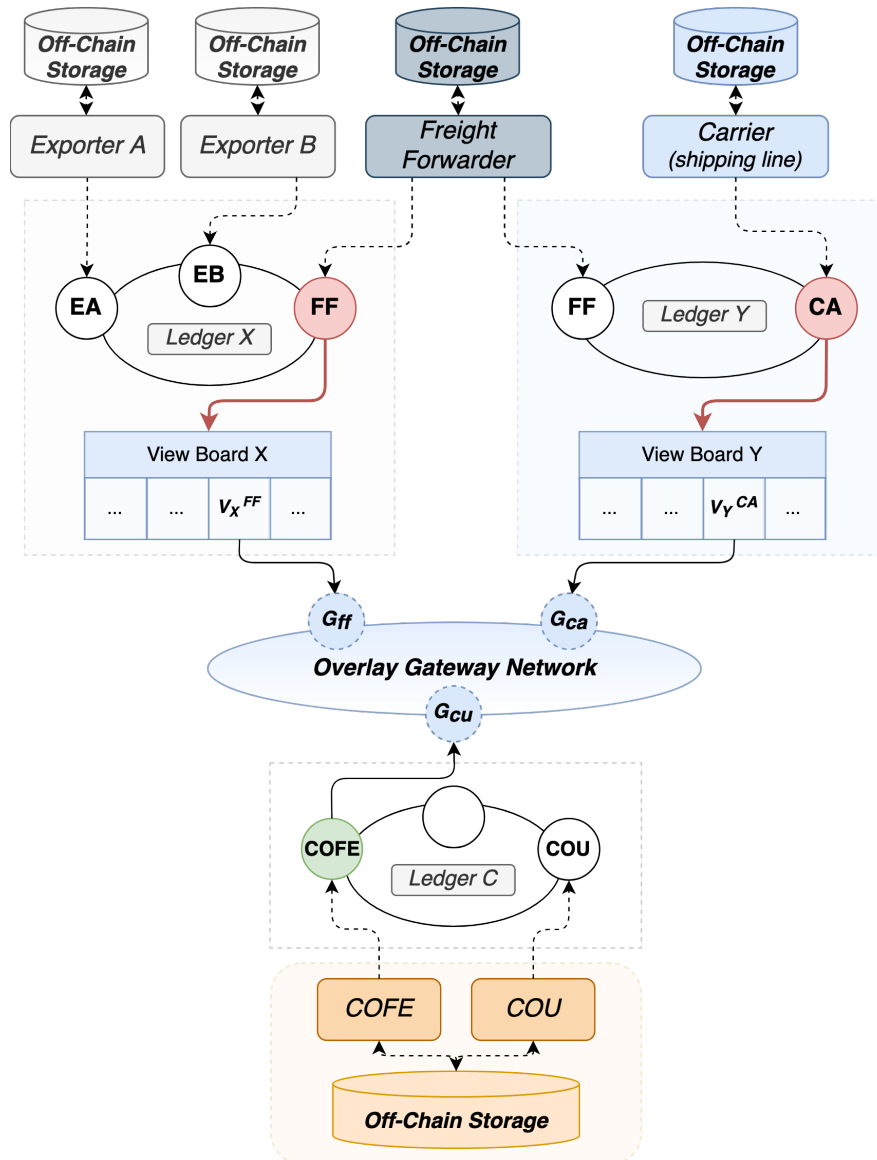 Off-Chain
Storage
Off-Chain
Storage
Off-Chain
Storage
Off-Chain
Storage
Exporter A
Exporter B
Freight
Forwarder
Carrier
(shipping line)
EA
EB
FF
Ledger X
FF
Ledger Y
CA
View Board X
... ... VX FF ...
View Board Y
... ... VY CA ...
Gff
Gca
Overlay Gateway Network
Gcu
COFE
COU
Ledger C
COFE
COU
Off-Chain Storage